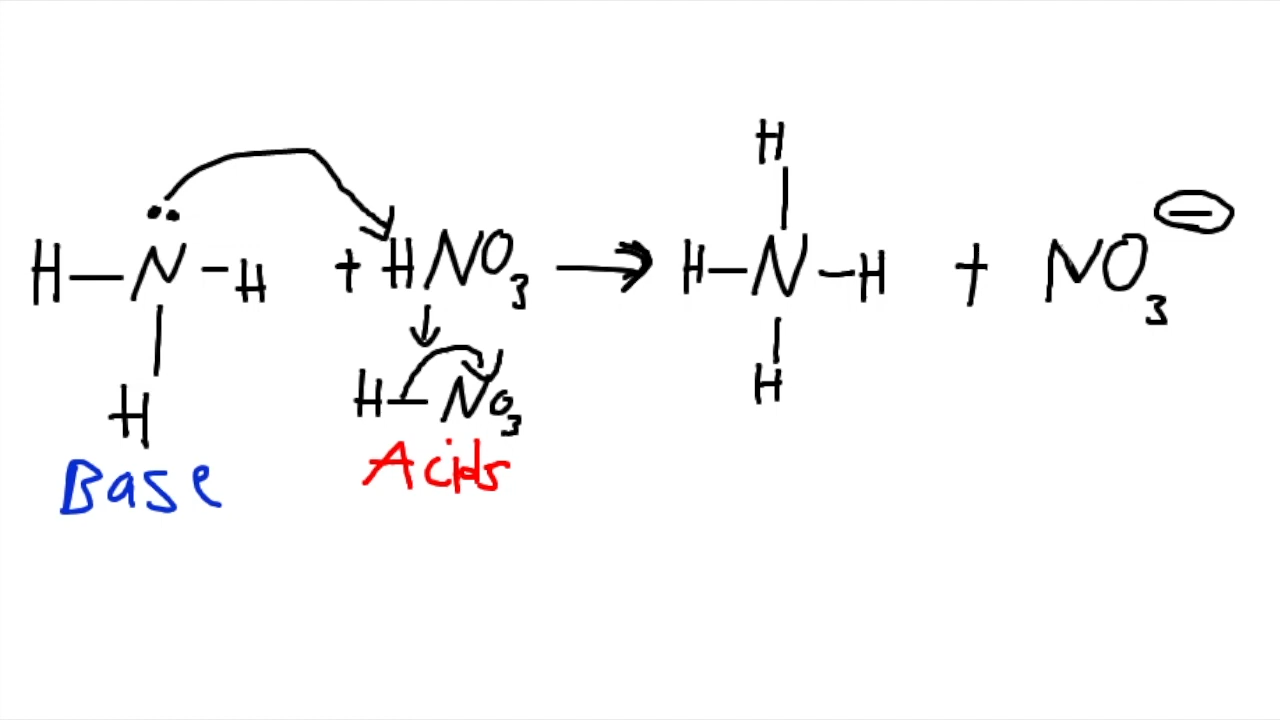 H
H—N̈-H + HNO₃ → H-N-H + NO₃⊖
H H-NO₃ H
Base Acids